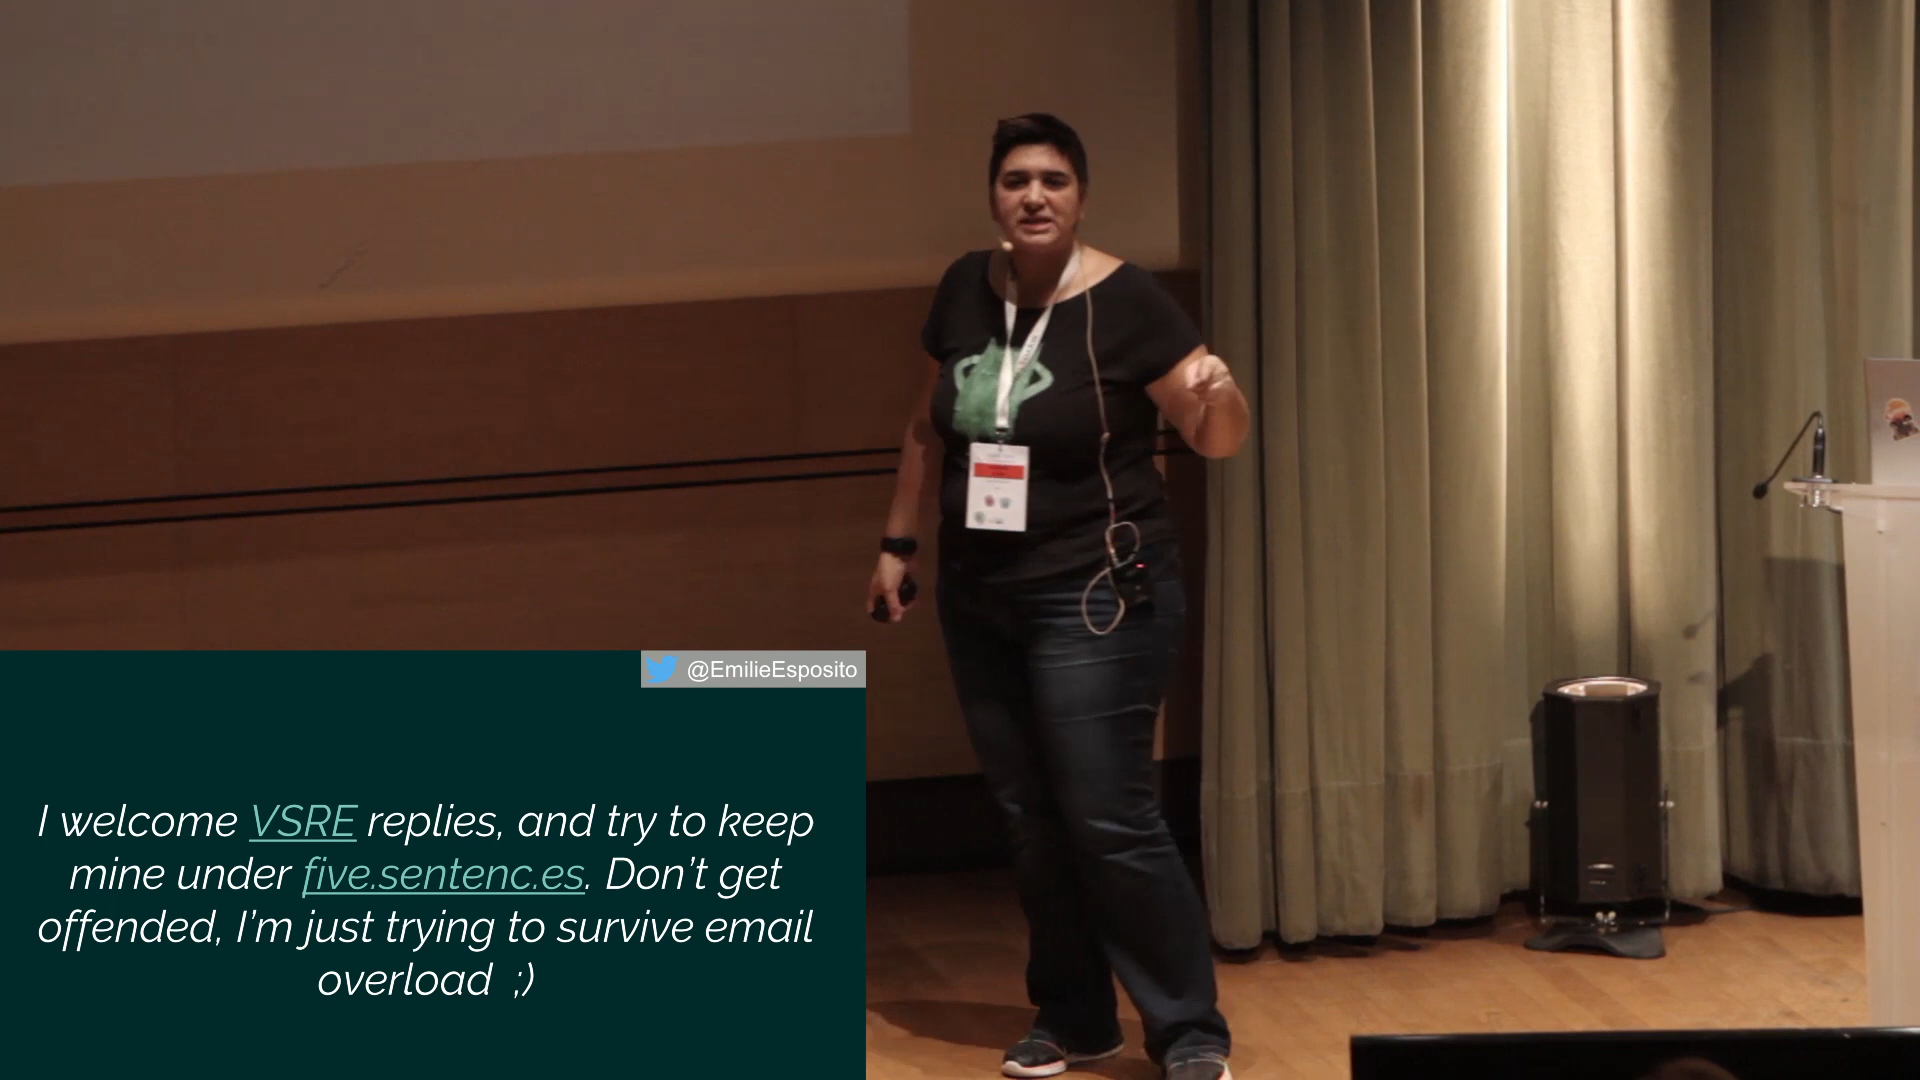 @EmilieEsposito
I welcome VSRE replies, and try to keep
mine under five.sentenc.es. Don’t get
offended, I’m just trying to survive email
overload ;)